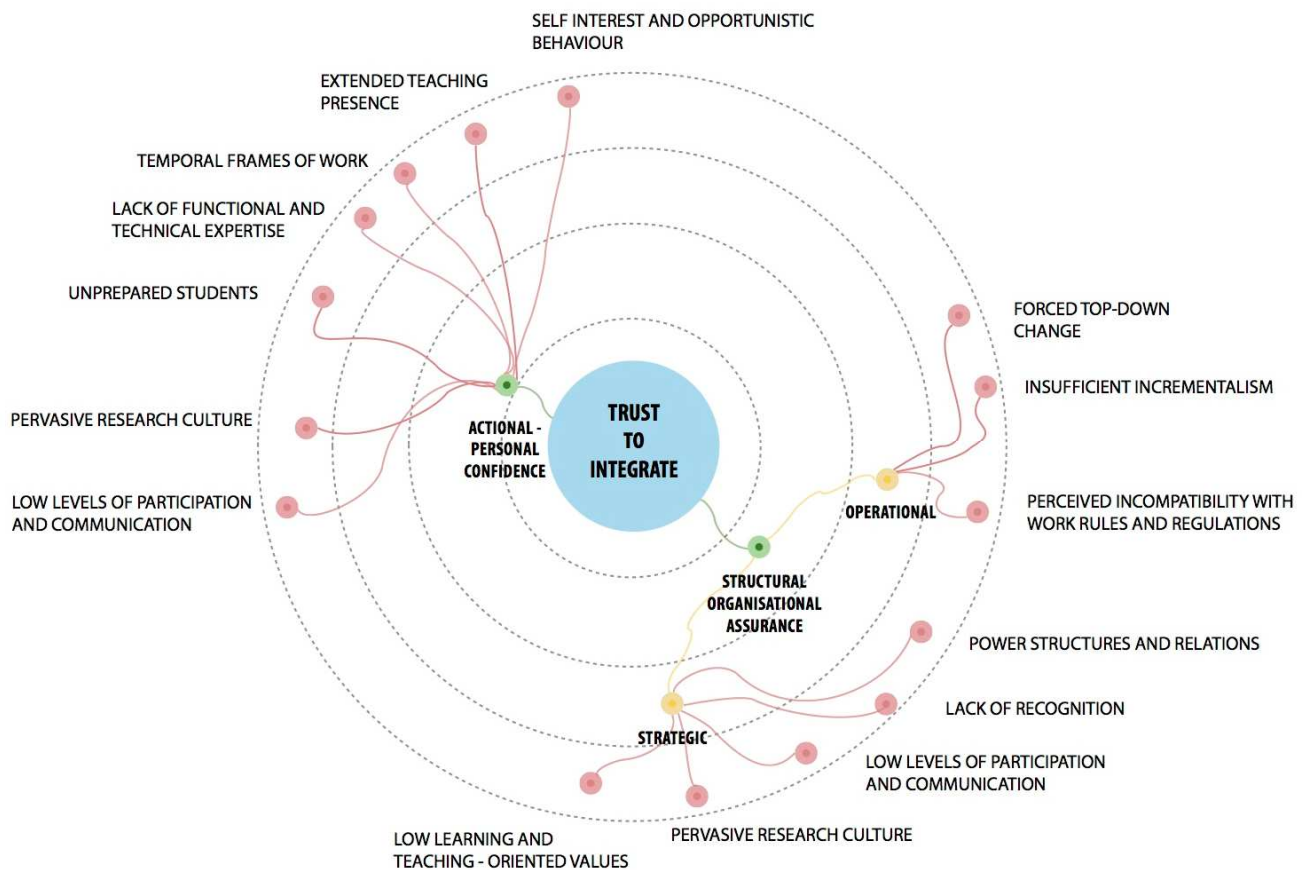 SELF INTEREST AND OPPORTUNISTIC
BEHAVIOUR
EXTENDED TEACHING
PRESENCE
TEMPORAL FRAMES OF WORK
LACK OF FUNCTIONAL AND
TECHNICAL EXPERTISE
UNPREPARED STUDENTS
PERVASIVE RESEARCH CULTURE
LOW LEVELS OF PARTICIPATION
AND COMMUNICATION
ACTIONAL -
PERSONAL
CONFIDENCE
TRUST
TO
INTEGRATE
FORCED TOP-DOWN
CHANGE
INSUFFICIENT INCREMENTALISM
PERCEIVED INCOMPATIBILITY WITH
WORK RULES AND REGULATIONS
OPERATIONAL
STRUCTURAL
ORGANISATIONAL
ASSURANCE
POWER STRUCTURES AND RELATIONS
LACK OF RECOGNITION
STRATEGIC
LOW LEVELS OF PARTICIPATION
AND COMMUNICATION
PERVASIVE RESEARCH CULTURE
LOW LEARNING AND
TEACHING - ORIENTED VALUES